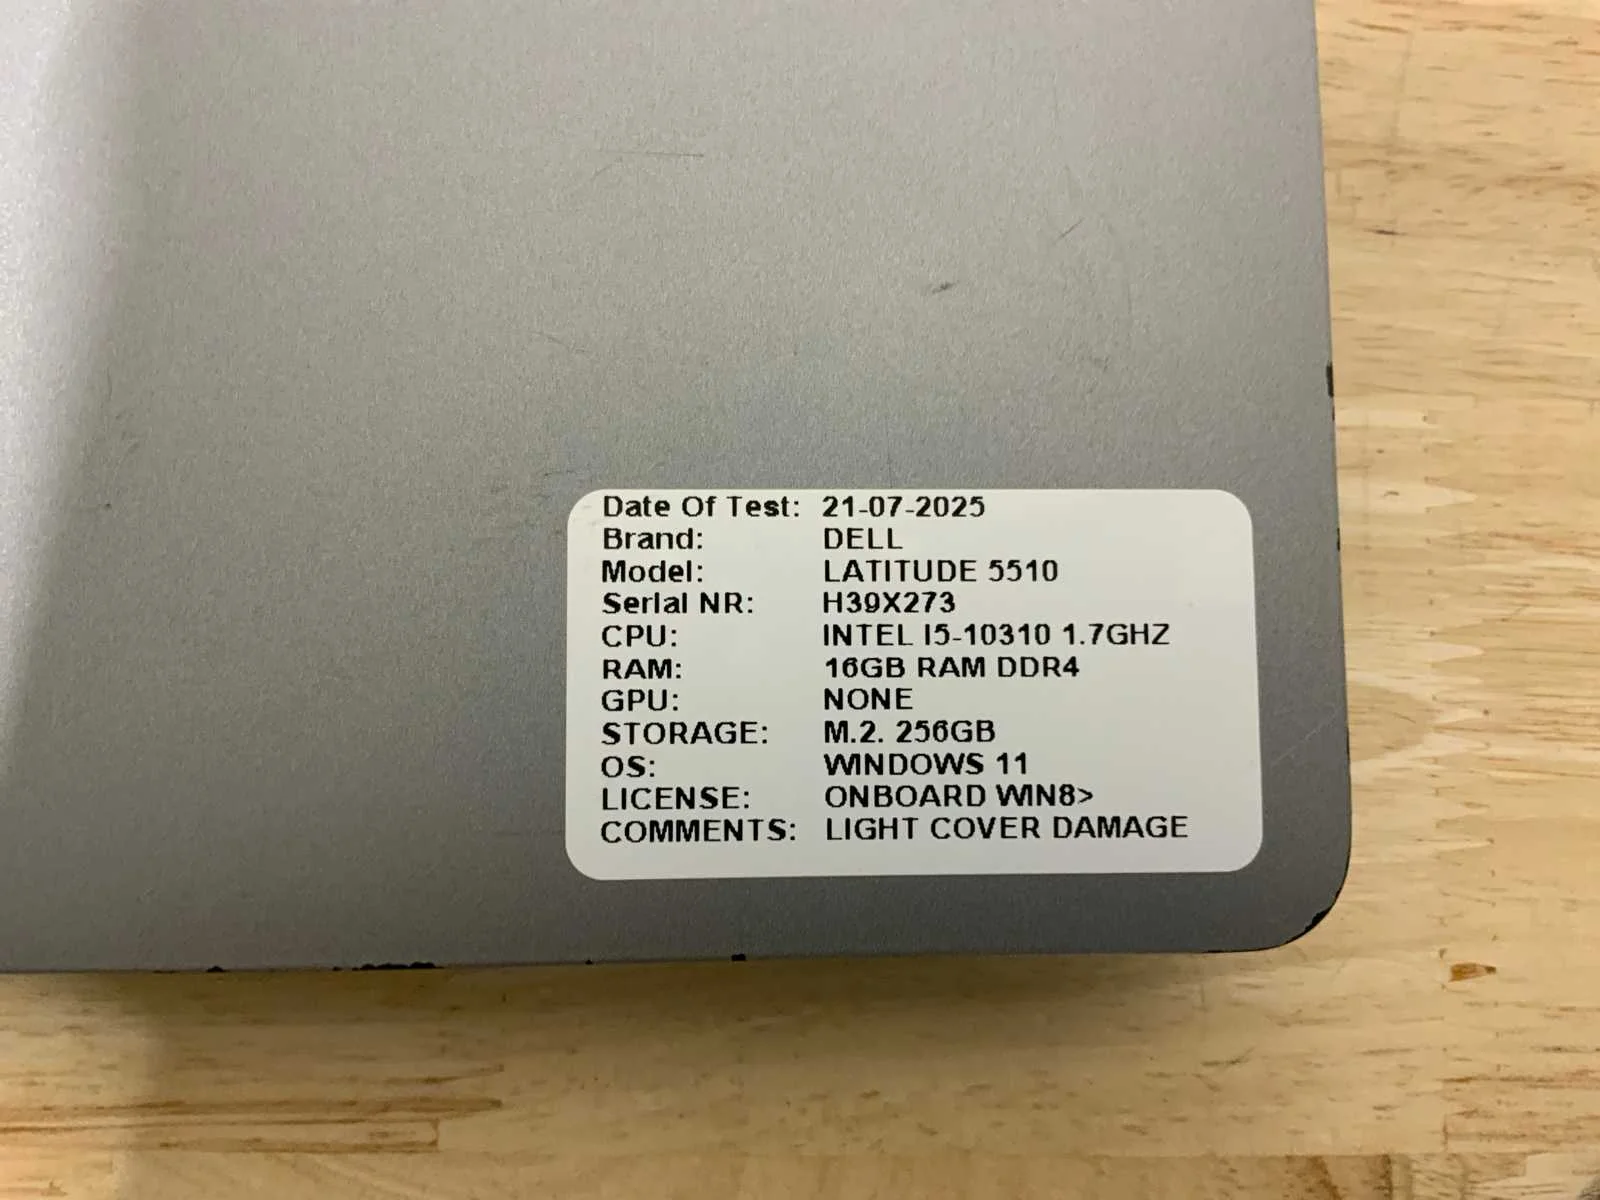 Date Of Test: 21-07-2025
Brand: DELL
Model: LATITUDE 5510
Serial NR: H39X273
CPU: INTEL I5-10310 1.7GHZ
RAM: 16GB RAM DDR4
GPU: NONE
STORAGE: M.2. 256GB
OS: WINDOWS 11
LICENSE: ONBOARD WIN8>
COMMENTS: LIGHT COVER DAMAGE